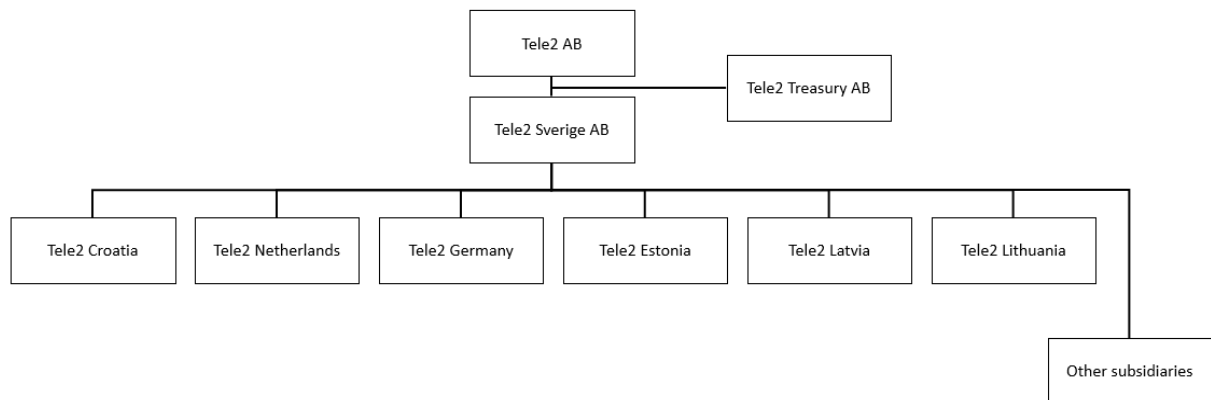 Tele2 AB
Tele2 Treasury AB
Tele2 Sverige AB
Tele2 Croatia
Tele2 Netherlands
Tele2 Germany
Tele2 Estonia
Tele2 Latvia
Tele2 Lithuania
Other subsidiaries